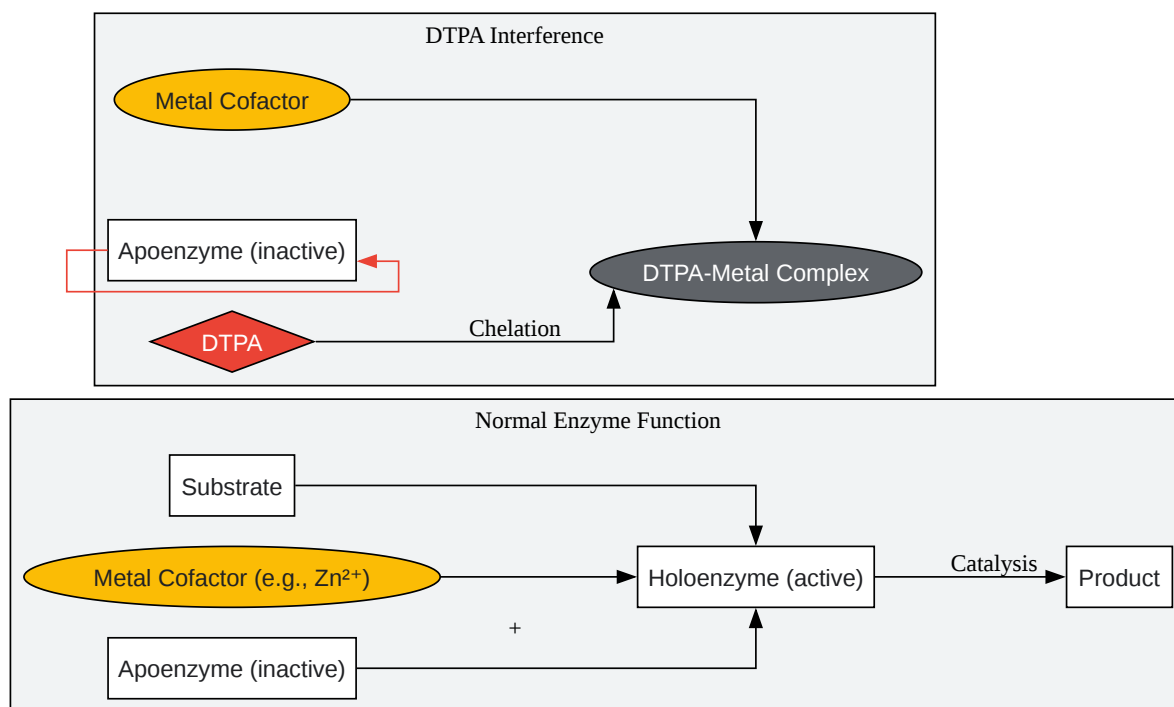 DTPA Interference
Metal Cofactor
Apoenzyme (inactive)
DTPA-Metal Complex
Chelation
DTPA
Normal Enzyme Function
Substrate
Metal Cofactor (e.g., Zn²⁺)
Holoenzyme (active)
Catalysis
Product
+
Apoenzyme (inactive)